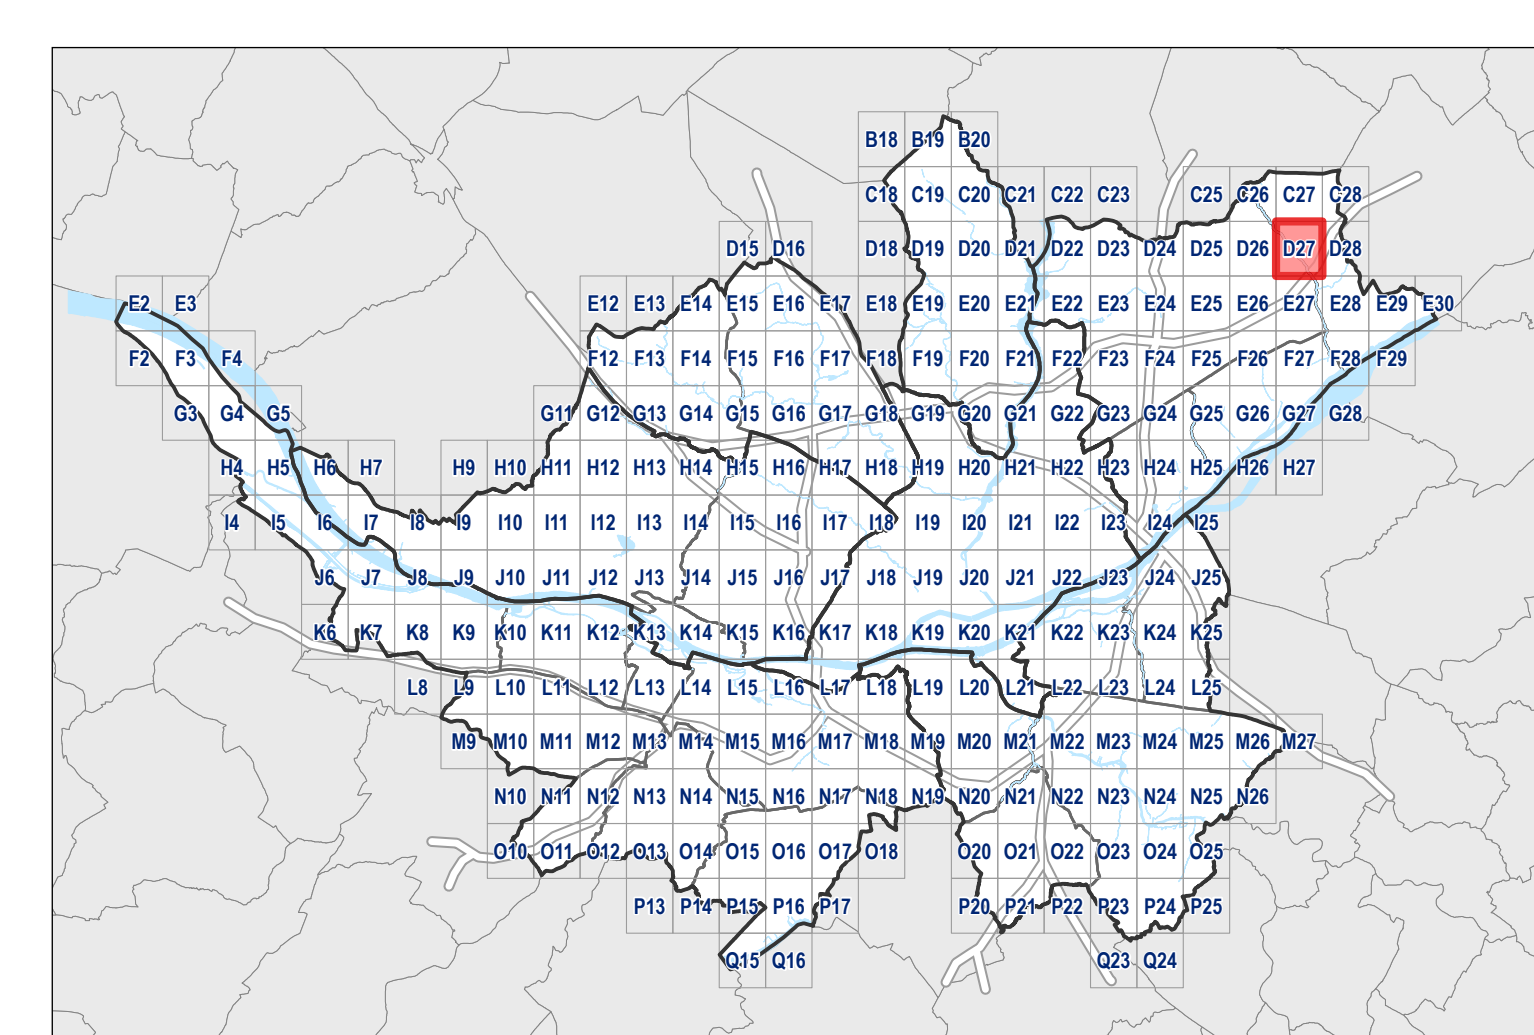 B18 B19 B20
C18 C19 C20 C21 C22 C23 C25 C26 C27 C28
D15 D16 D18 D19 D20 D21 D22 D23 D24 D25 D26 D27 D28
E2 E3 E12 E13 E14 E15 E16 E17 E18 E19 E20 E21 E22 E23 E24 E25 E26 E27 E28 E29 E30
F2 F3 F4 F12 F13 F14 F15 F16 F17 F18 F19 F20 F21 F22 F23 F24 F25 F26 F27 F28 F29
G3 G4 G5 G11 G12 G13 G14 G15 G16 G17 G18 G19 G20 G21 G22 G23 G24 G25 G26 G27 G28
H4 H5 H6 H7 H9 H10 H11 H12 H13 H14 H15 H16 H17 H18 H19 H20 H21 H22 H23 H24 H25 H26 H27
I4 I5 I6 I7 I8 I9 I10 I11 I12 I13 I14 I15 I16 I17 I18 I19 I20 I21 I22 I23 I24 I25
J6 J7 J8 J9 J10 J11 J12 J13 J14 J15 J16 J17 J18 J19 J20 J21 J22 J23 J24 J25
K6 K7 K8 K9 K10 K11 K12 K13 K14 K15 K16 K17 K18 K19 K20 K21 K22 K23 K24 K25
L8 L9 L10 L11 L12 L13 L14 L15 L16 L17 L18 L19 L20 L21 L22 L23 L24 L25
M9 M10 M11 M12 M13 M14 M15 M16 M17 M18 M19 M20 M21 M22 M23 M24 M25 M26 M27
N10 N11 N12 N13 N14 N15 N16 N17 N18 N19 N20 N21 N22 N23 N24 N25 N26
O10 O11 O12 O13 O14 O15 O16 O17 O18 O20 O21 O22 O23 O24 O25
P13 P14 P15 P16 P17 P20 P21 P22 P23 P24 P25
Q15 Q16 Q23 Q24